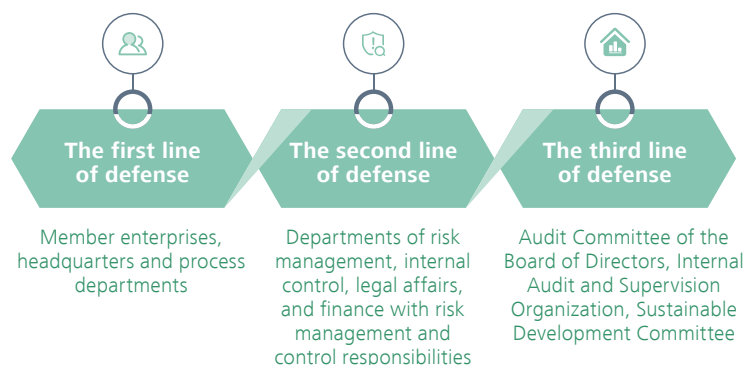 The first line
of defense
The second line
of defense
The third line
of defense
Member enterprises,
headquarters and process
departments
Departments of risk
management, internal
control, legal affairs,
and finance with risk
management and
control responsibilities
Audit Committee of the
Board of Directors, Internal
Audit and Supervision
Organization, Sustainable
Development Committee